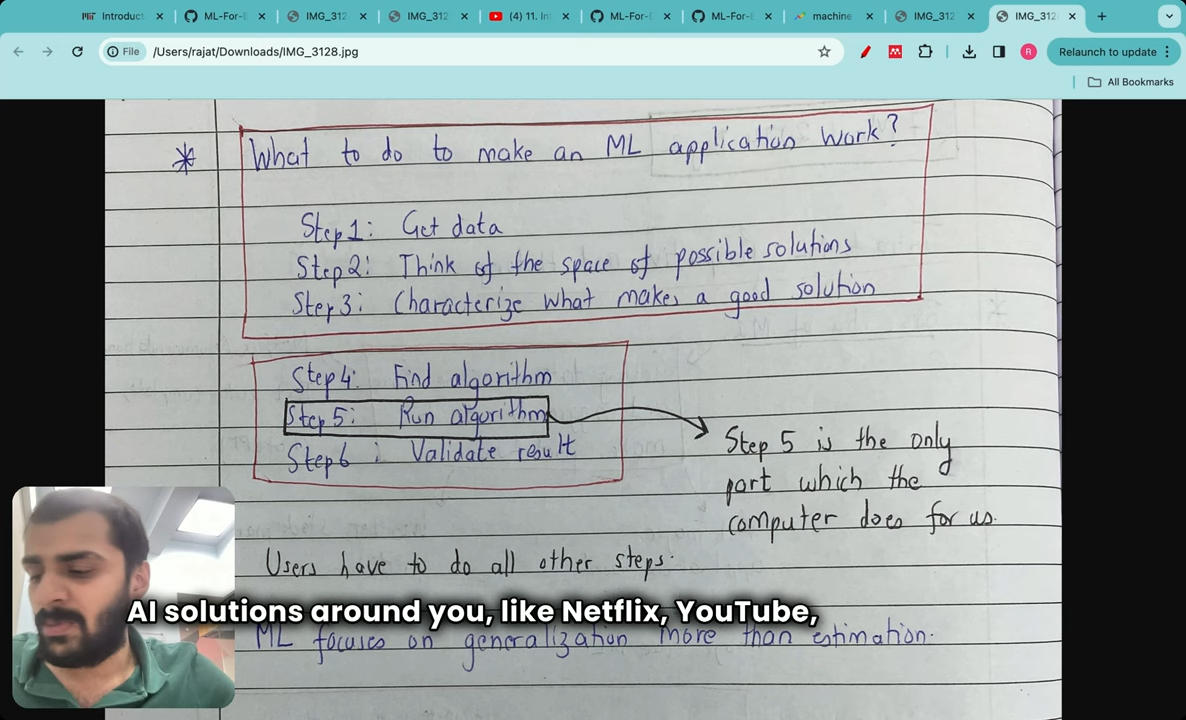 Introduct
ML-For-B
IMG_312
IMG_312
(4) 11. Int
ML-For-B
ML-For-B
machine
IMG_312
IMG_312
File /Users/rajat/Downloads/IMG_3128.jpg
R
Relaunch to update
All Bookmarks
* What to do to make an ML application work?
Step 1: Get data
Step 2: Think of the space of possible solutions
Step 3: Characterize what makes a good solution
Step 4: Find algorithm
Step 5: Run algorithm
Step 6 : Validate result
Step 5 is the only
part which the
computer does for us.
Users have to do all other steps.
AI solutions around you, like Netflix, YouTube,
ML focuses on generalization more than estimation.